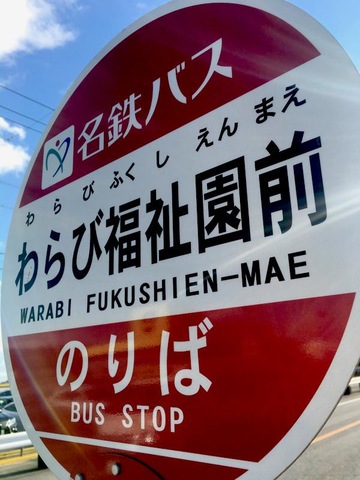 名鉄バス
わらび ふくし えん まえ
わらび福祉園前
WARABI FUKUSHIEN-MAE
のりば
BUS STOP